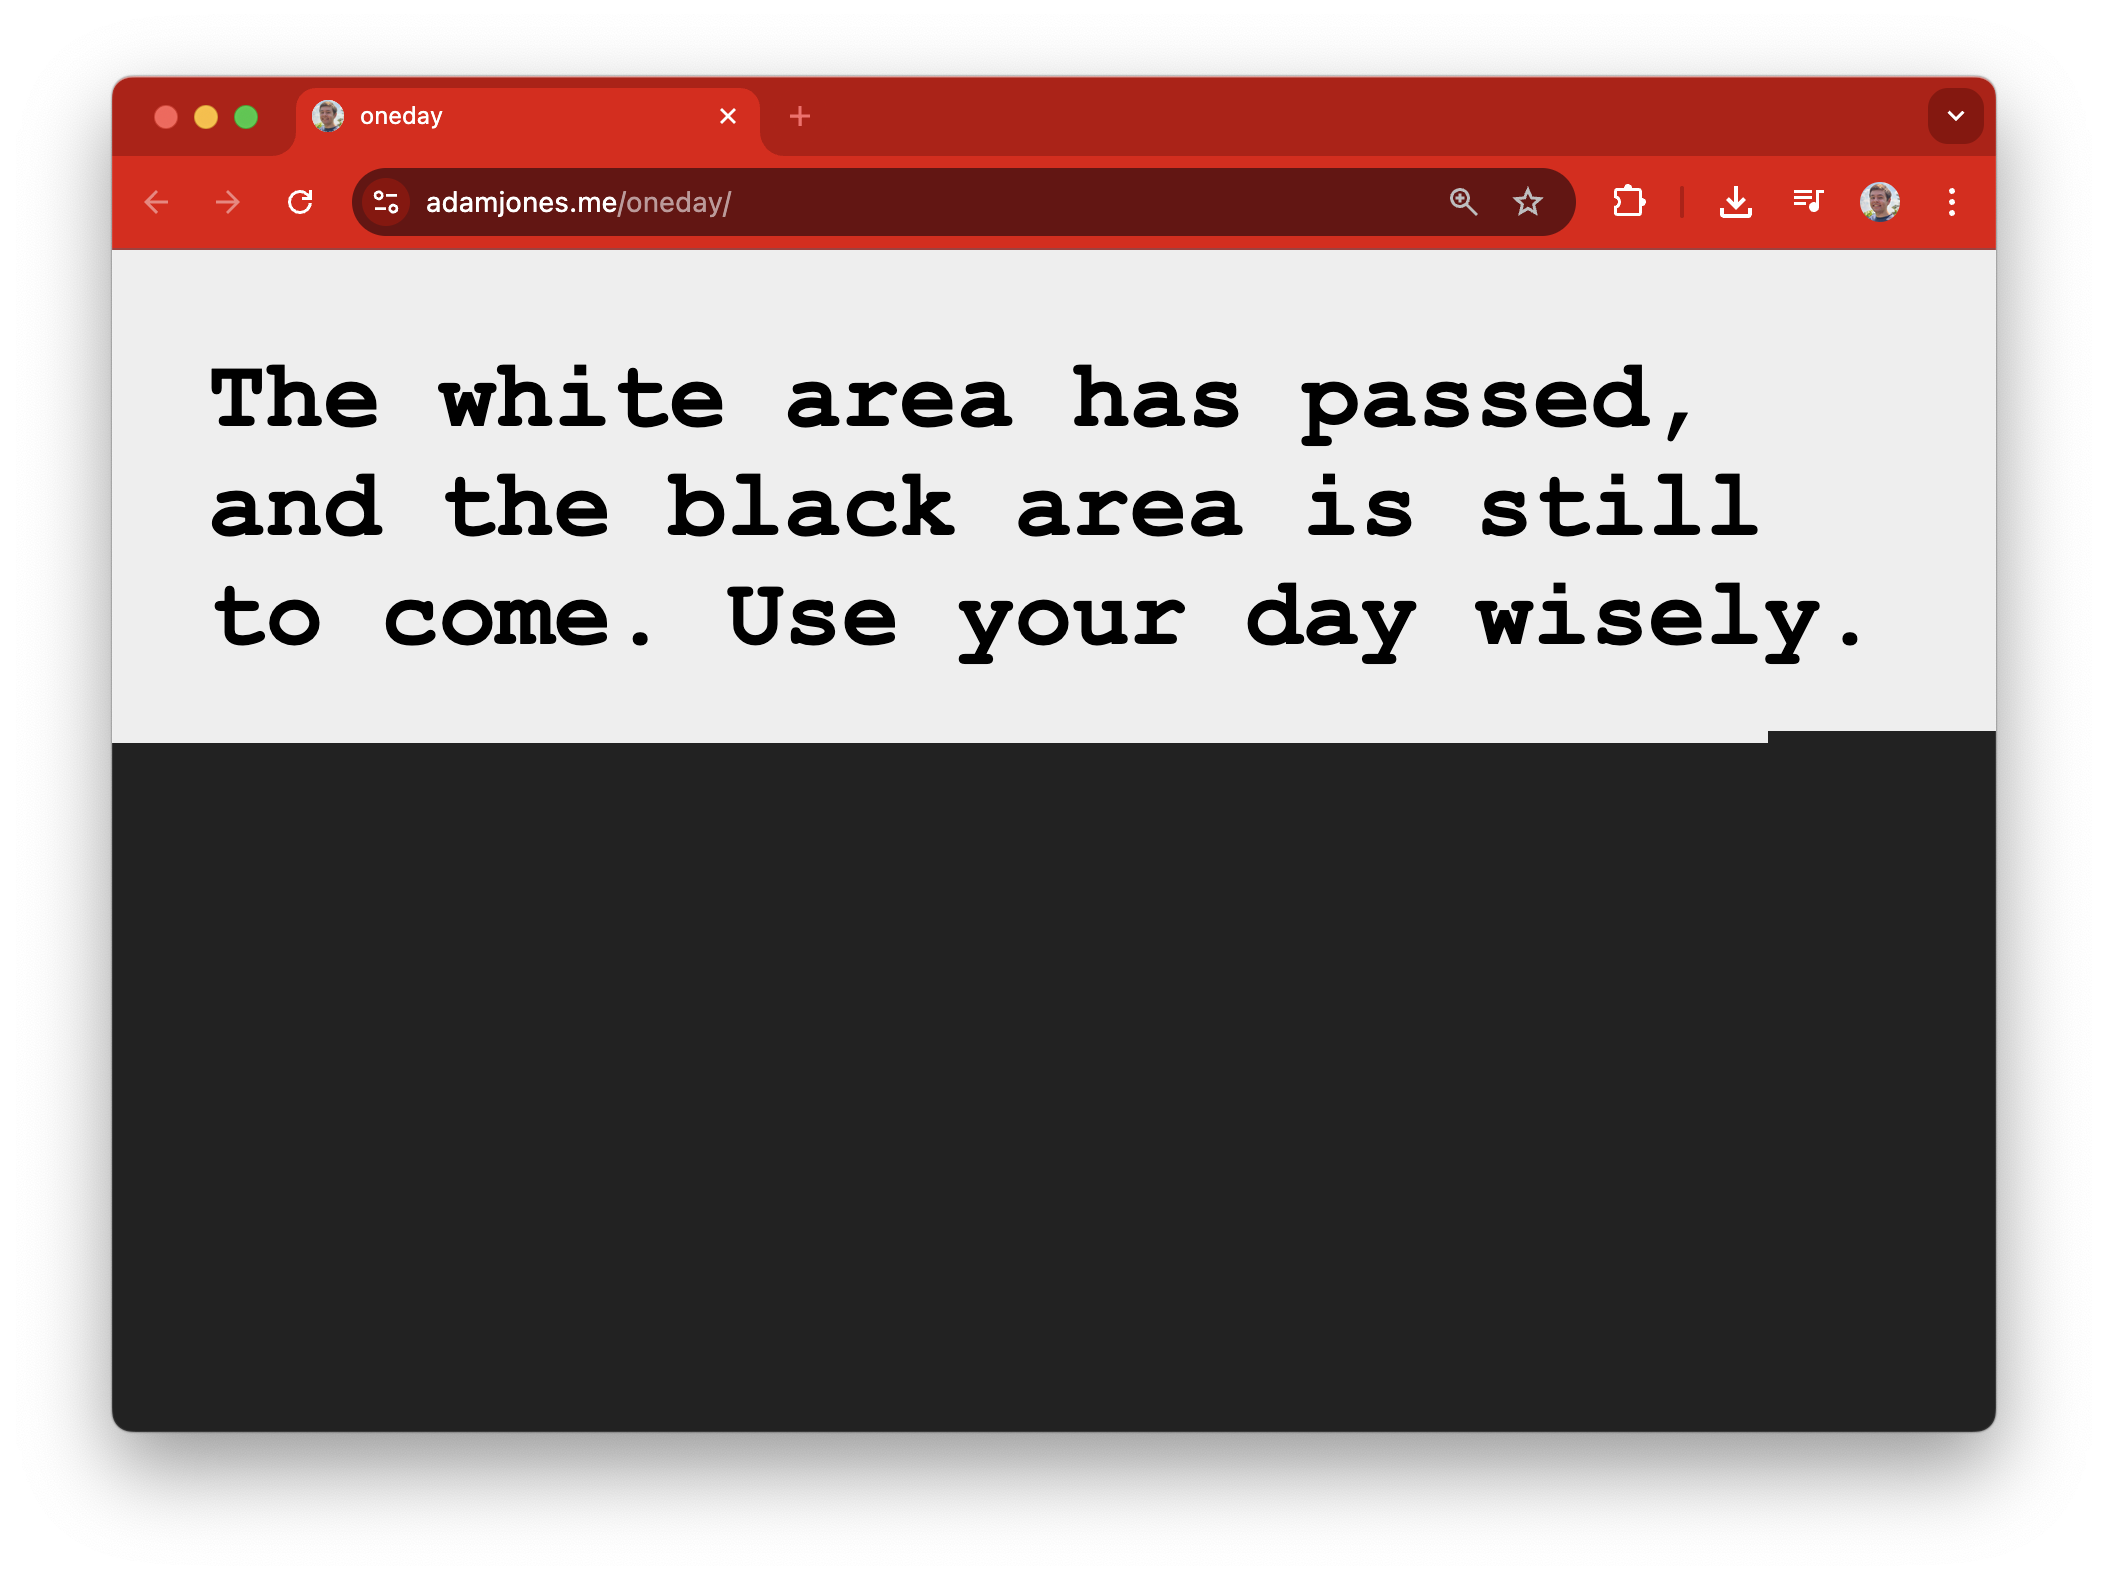 oneday
adamjones.me/oneday/
The white area has passed,
and the black area is still
to come. Use your day wisely.